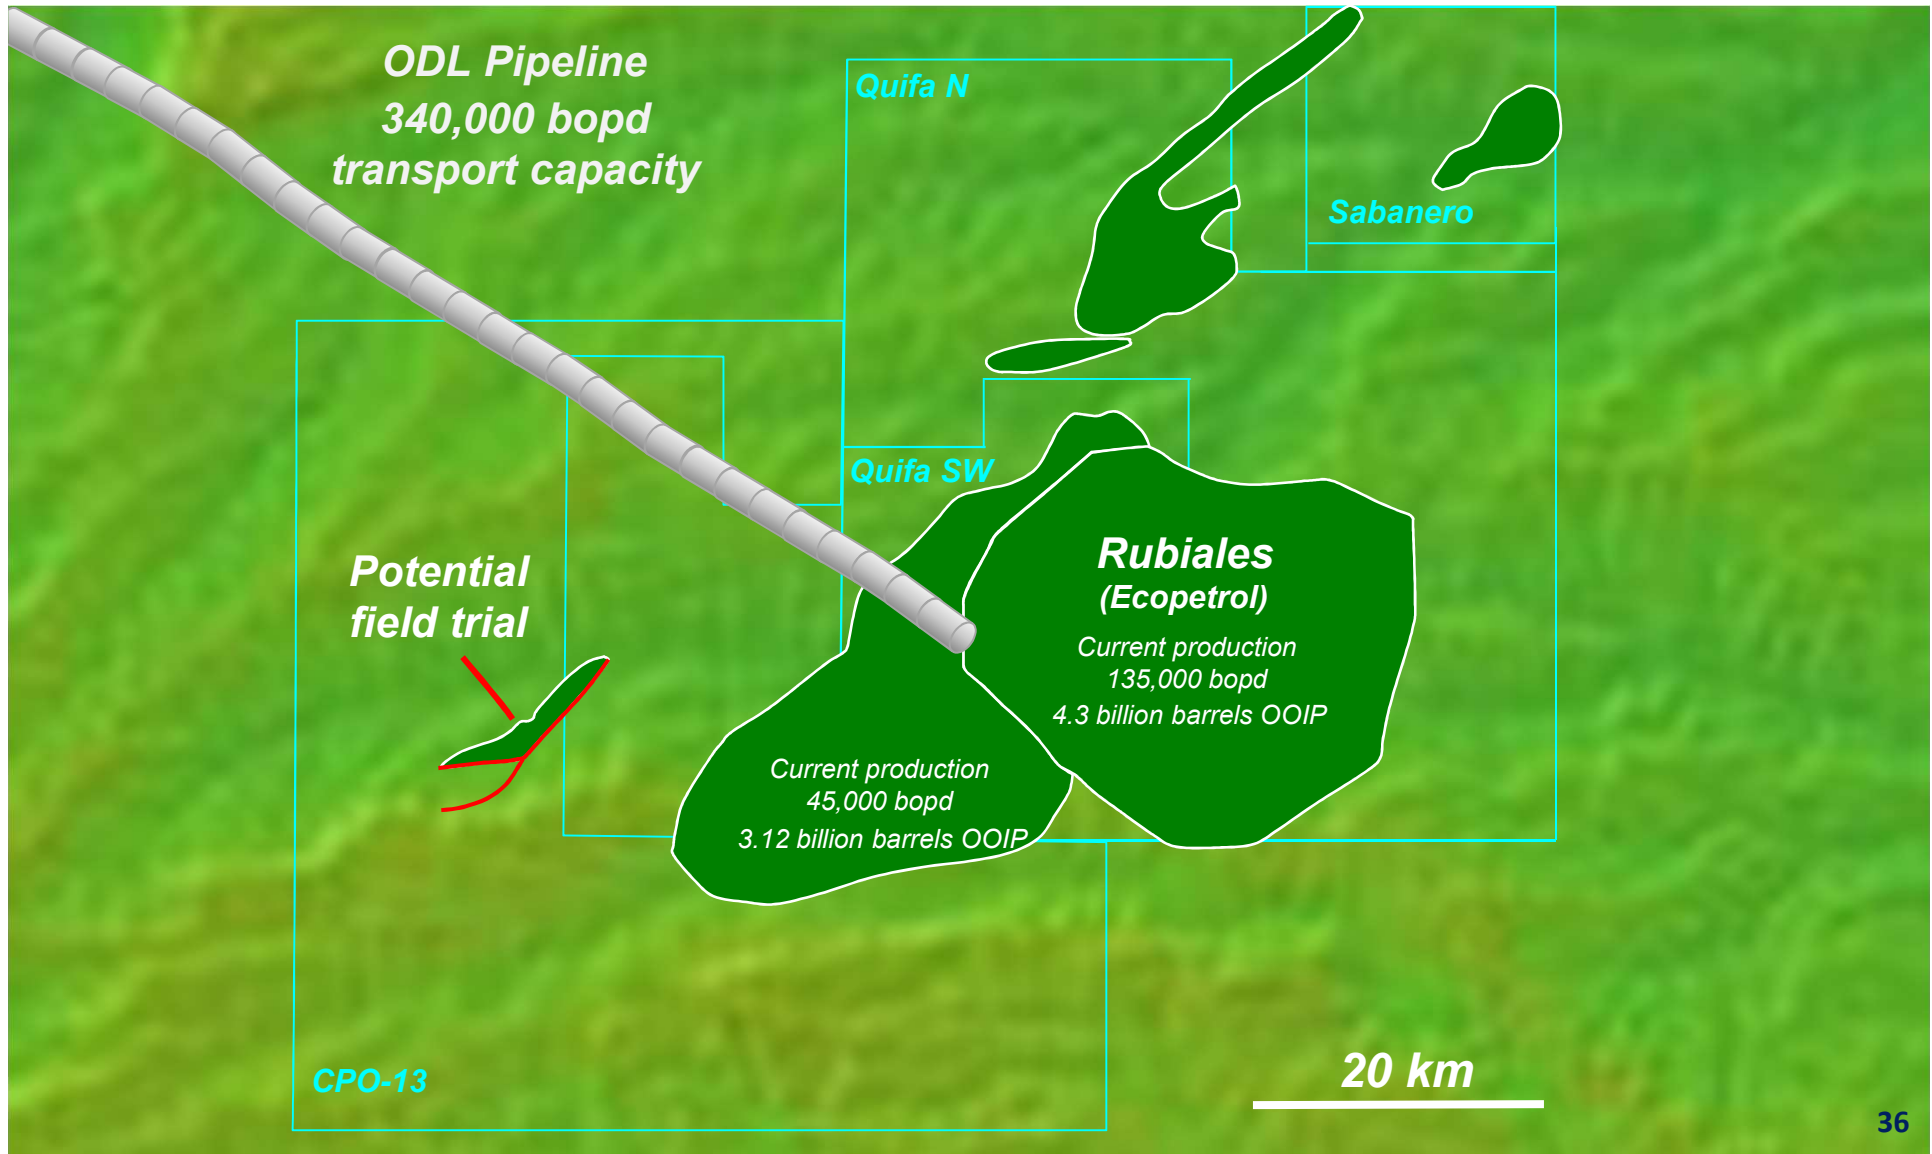 ODL Pipeline
340,000 bopd
transport capacity
Quifa N
Sabanero
Quifa SW
Potential
field trial
Rubiales
(Ecopetrol)
Current production
135,000 bopd
4.3 billion barrels OOIP
Current production
45,000 bopd
3.12 billion barrels OOIP
CPO-13
20 km
36